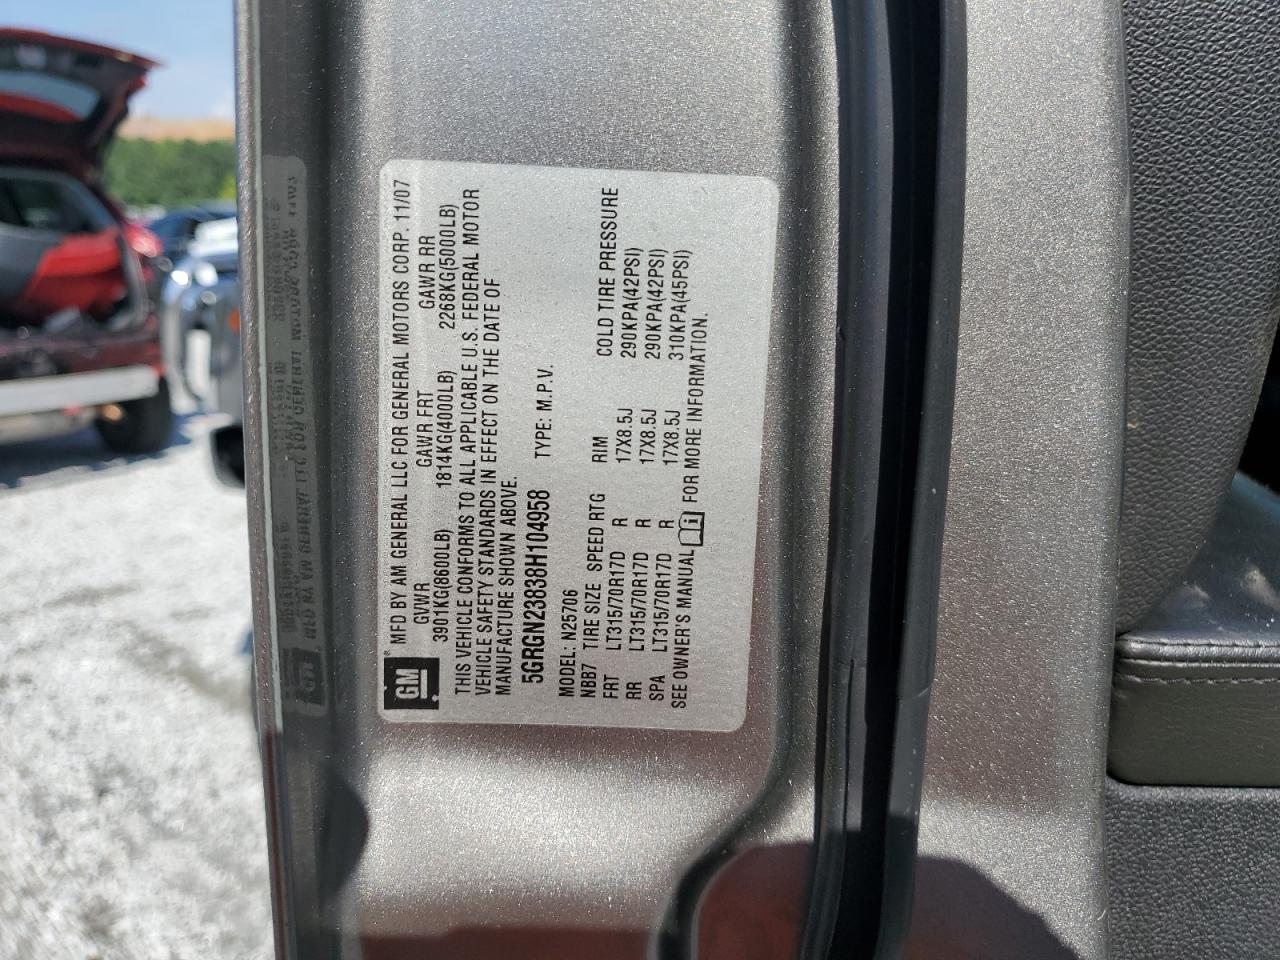 GM® MFD BY AM GENERAL LLC FOR GENERAL MOTORS CORP. 11/07
GVWR GAWR FRT GAWR RR
3901KG(8600LB) 1814KG(4000LB) 2268KG(5000LB)
THIS VEHICLE CONFORMS TO ALL APPLICABLE U.S. FEDERAL MOTOR
VEHICLE SAFETY STANDARDS IN EFFECT ON THE DATE OF
MANUFACTURE SHOWN ABOVE.
5GRGN23838H104958 TYPE: M.P.V.
MODEL: N25706
NBB7 TIRE SIZE SPEED RTG RIM COLD TIRE PRESSURE
FRT LT315/70R17D R 17X8.5J 290KPA(42PSI)
RR LT315/70R17D R 17X8.5J 290KPA(42PSI)
SPA LT315/70R17D R 17X8.5J 310KPA(45PSI)
SEE OWNER'S MANUAL FOR MORE INFORMATION.